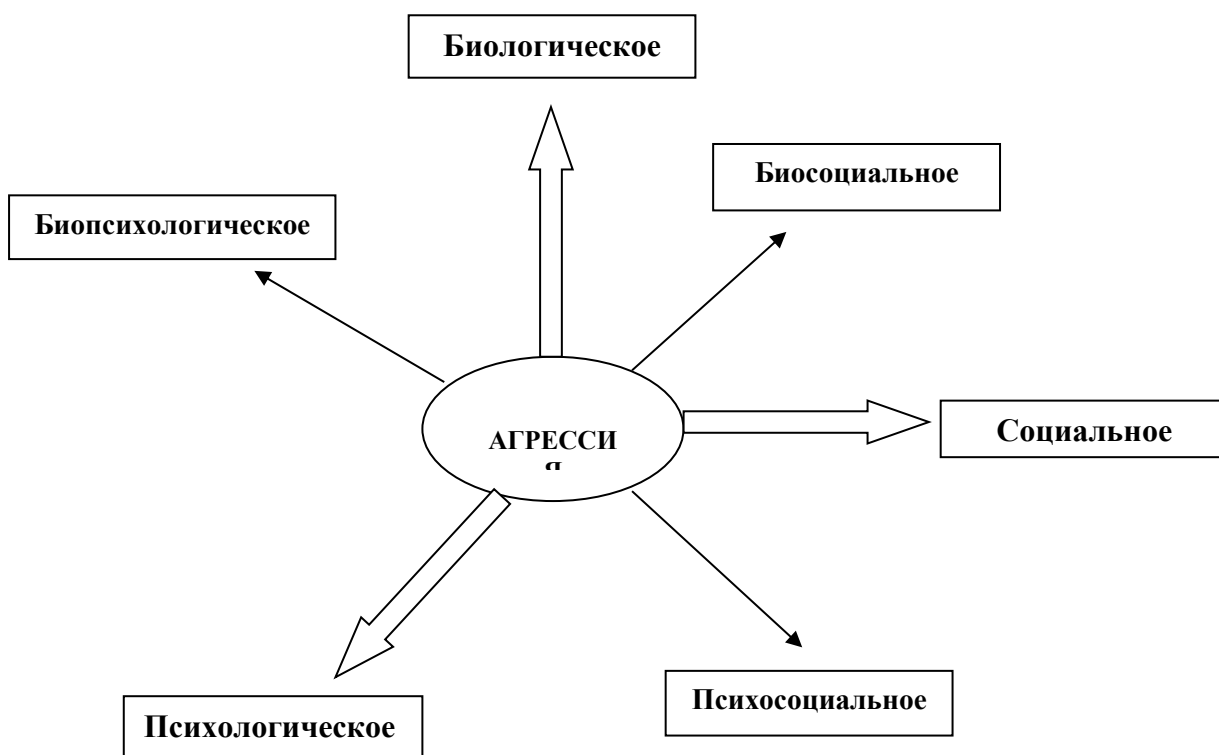 Биологическое
Биосоциальное
Биопсихологическое
АГРЕССИ
Я
Социальное
Психосоциальное
Психологическое